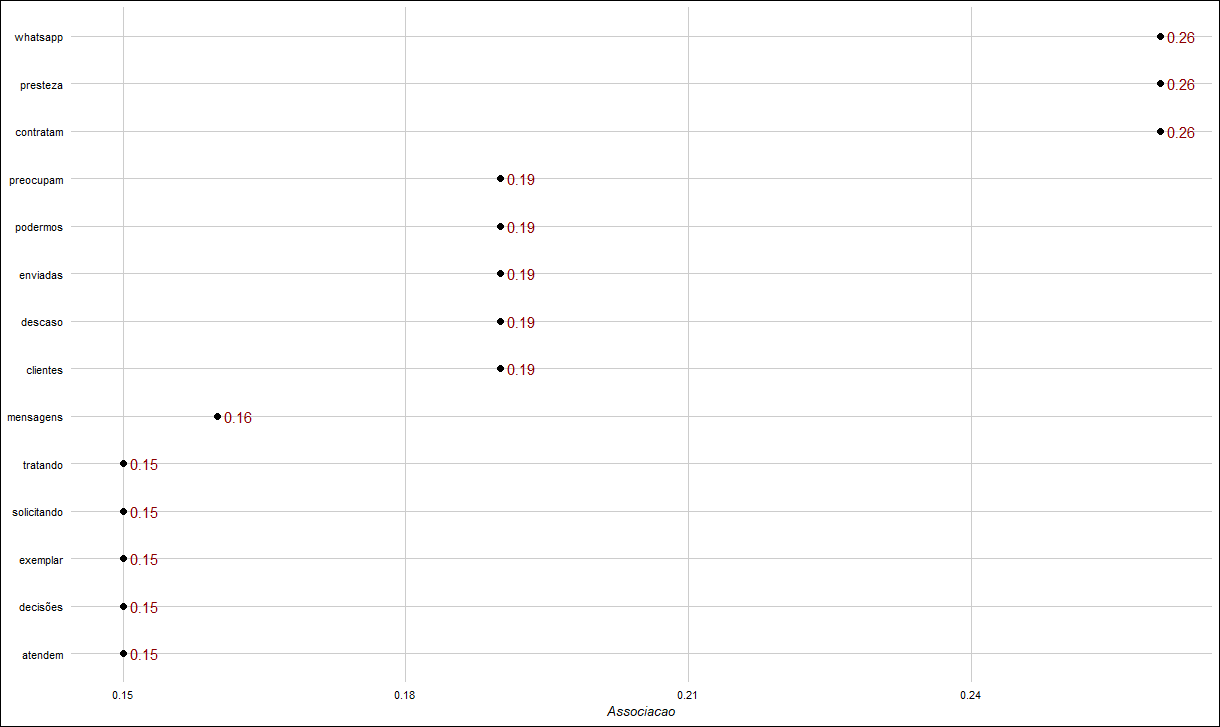 whatsapp 0.26
presteza 0.26
contratam 0.26
preocupam 0.19
podermos 0.19
enviadas 0.19
descaso 0.19
clientes 0.19
mensagens 0.16
tratando 0.15
solicitando 0.15
exemplar 0.15
decisões 0.15
atendem 0.15
0.15 0.18 0.21 0.24
Associacao